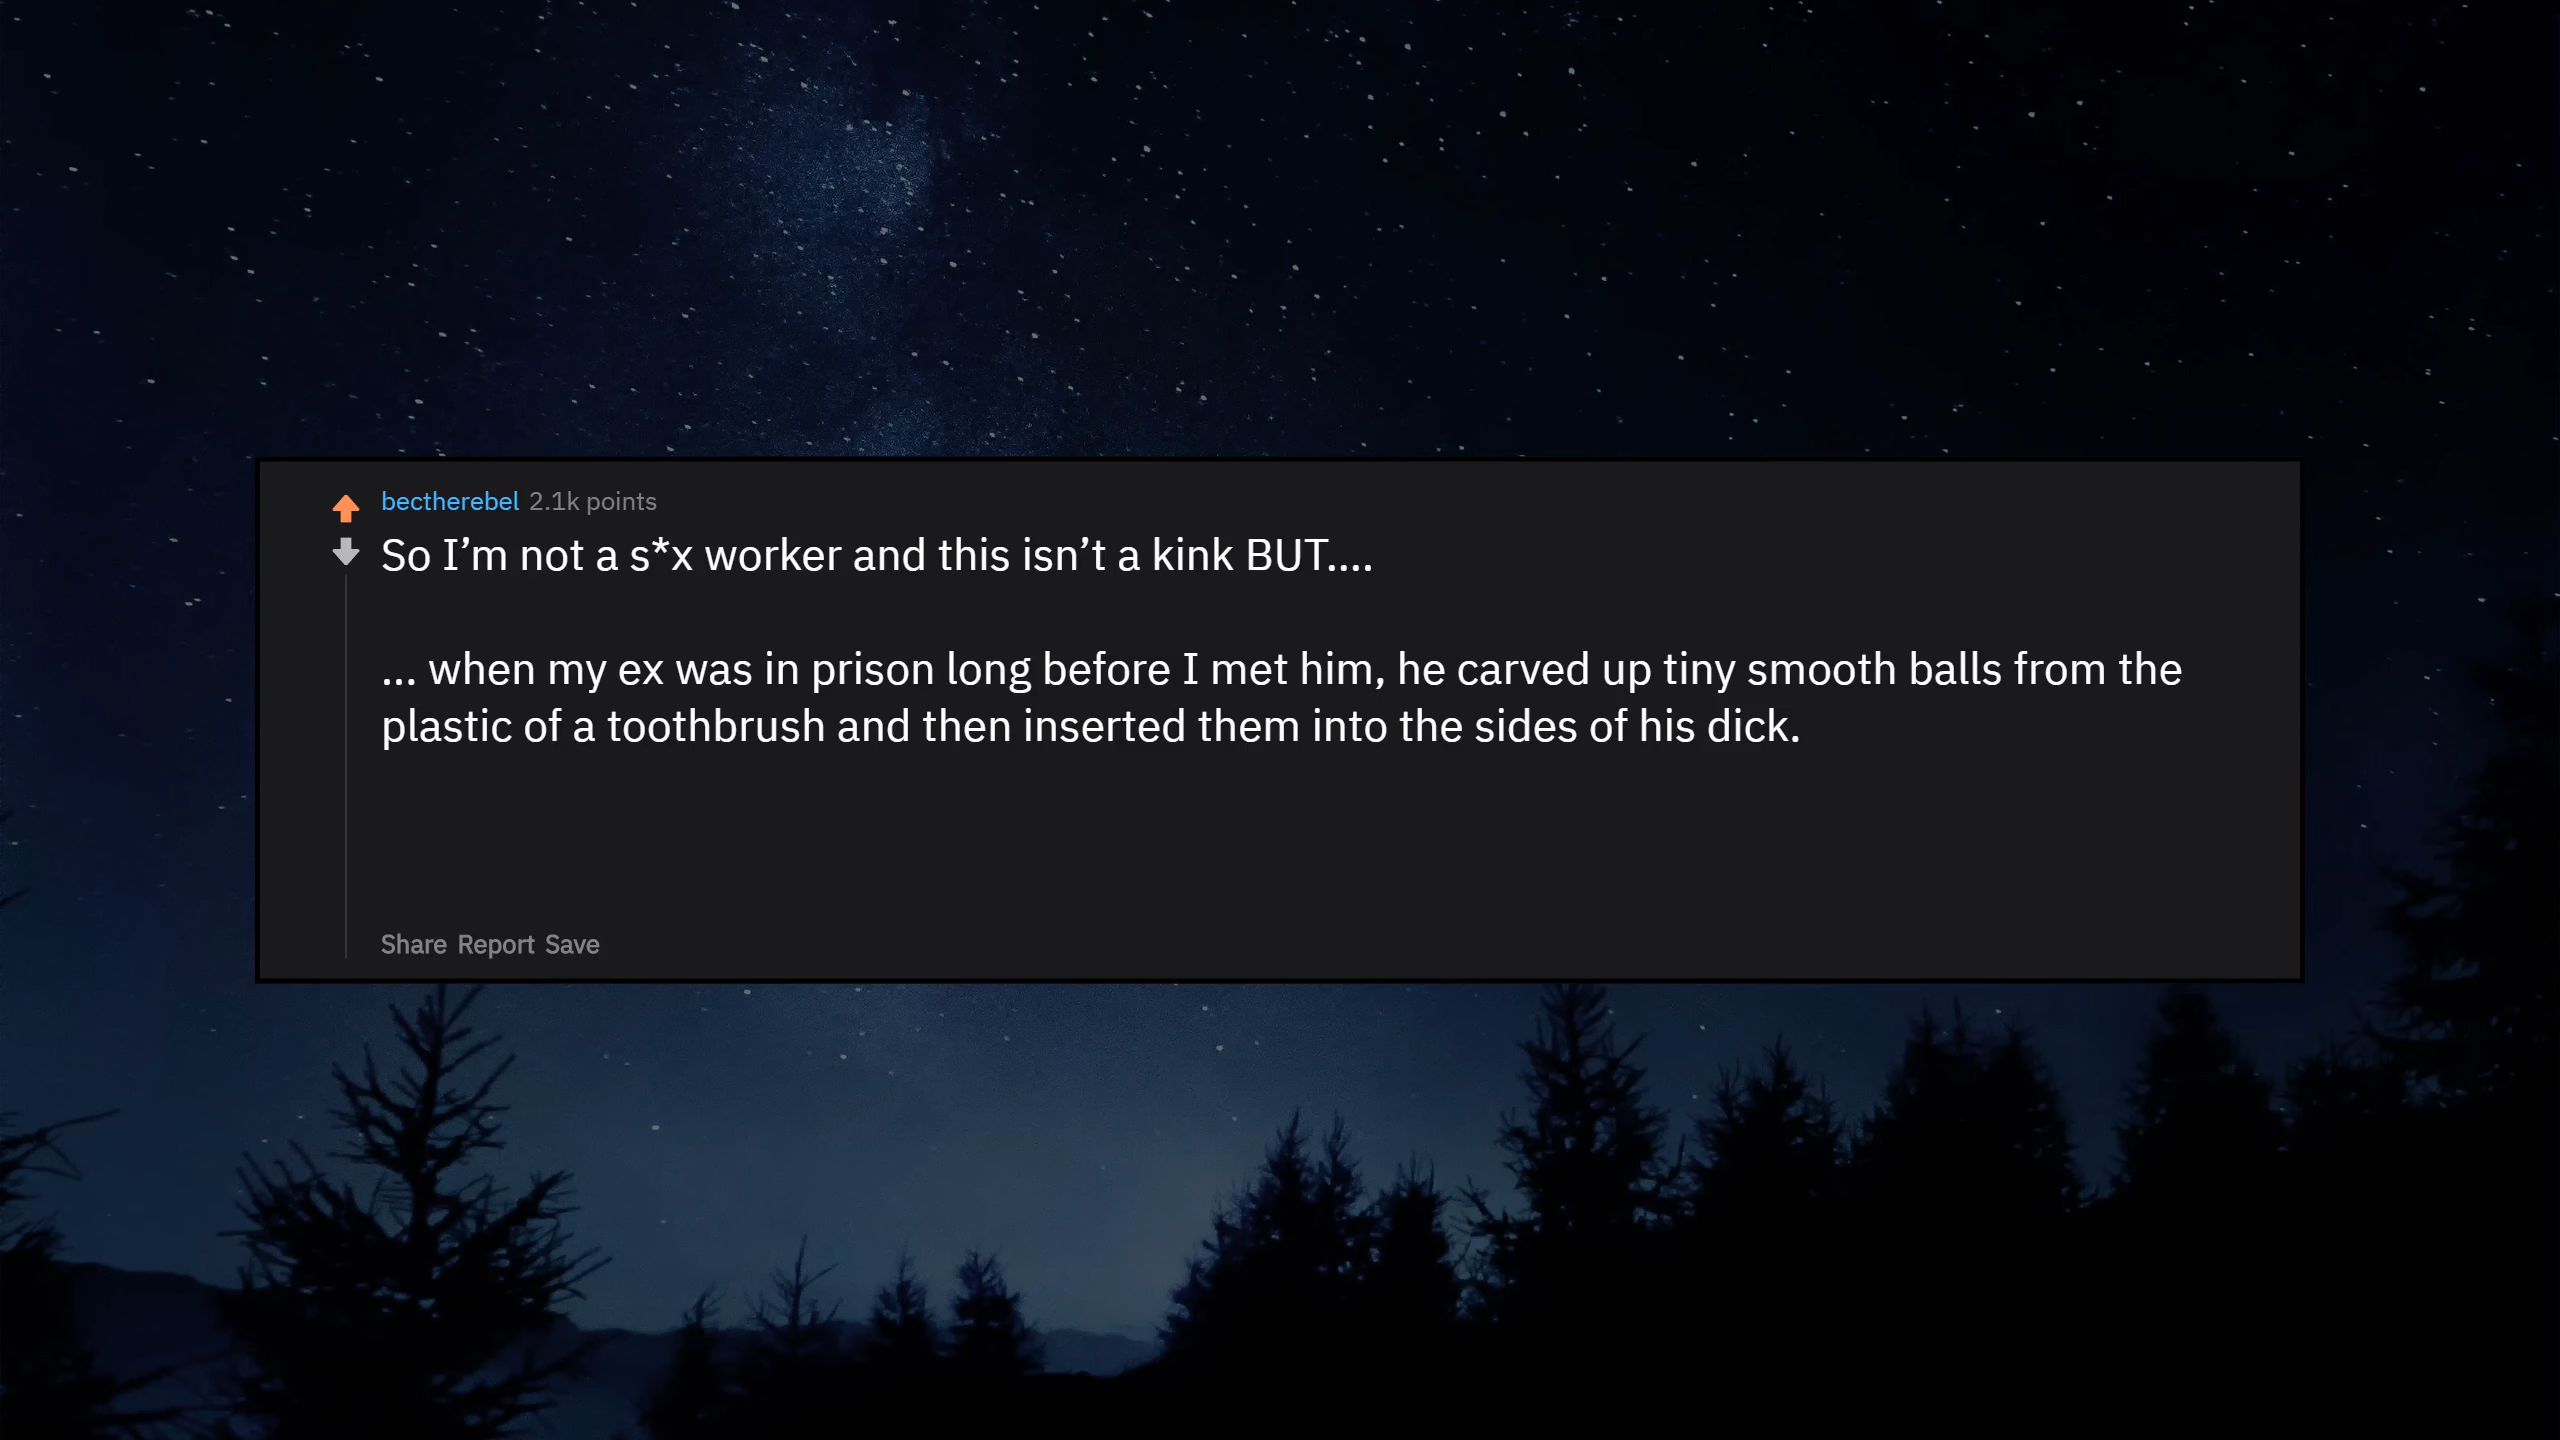 bectherebel 2.1k points
So I’m not a s*x worker and this isn’t a kink BUT....
... when my ex was in prison long before I met him, he carved up tiny smooth balls from the
plastic of a toothbrush and then inserted them into the sides of his dick.
Share Report Save